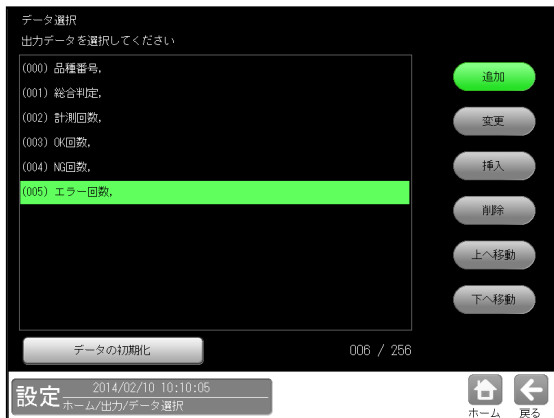 データ選択
出力データを選択してください
(000) 品種番号,
(001) 総合判定,
(002) 計測回数,
(003) OK回数,
(004) NG回数,
(005) エラー回数,
追加
変更
挿入
削除
上へ移動
下へ移動
データの初期化
006 / 256
設定
2014/02/10 10:10:05
ホーム/出力/データ選択
ホーム
戻る